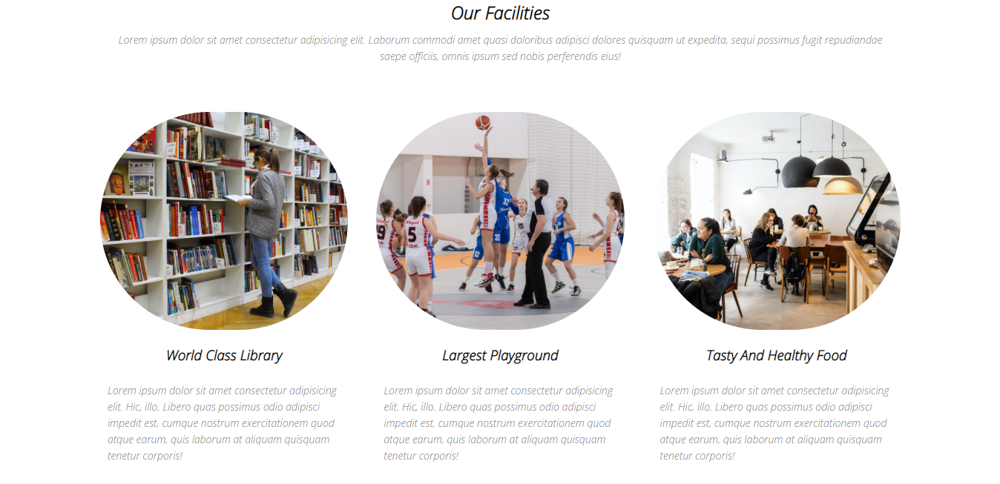 Our Facilities
Lorem ipsum dolor sit amet consectetur adipisicing elit. Laborum commodi amet quasi doloribus adipisci dolores quisquam ut expedita, sequi possimus fugit repudiandae
saepe officiis, omnis ipsum sed nobis perferendis eius!
9
5
32
15
12
World Class Library
Largest Playground
Tasty And Healthy Food
Lorem ipsum dolor sit amet consectetur adipisicing
elit. Hic, illo. Libero quas possimus odio adipisci
impedit est, cumque nostrum exercitationem quod
atque earum, quis laborum at aliquam quisquam
tenetur corporis!
Lorem ipsum dolor sit amet consectetur adipisicing
elit. Hic, illo. Libero quas possimus odio adipisci
impedit est, cumque nostrum exercitationem quod
atque earum, quis laborum at aliquam quisquam
tenetur corporis!
Lorem ipsum dolor sit amet consectetur adipisicing
elit. Hic, illo. Libero quas possimus odio adipisci
impedit est, cumque nostrum exercitationem quod
atque earum, quis laborum at aliquam quisquam
tenetur corporis!